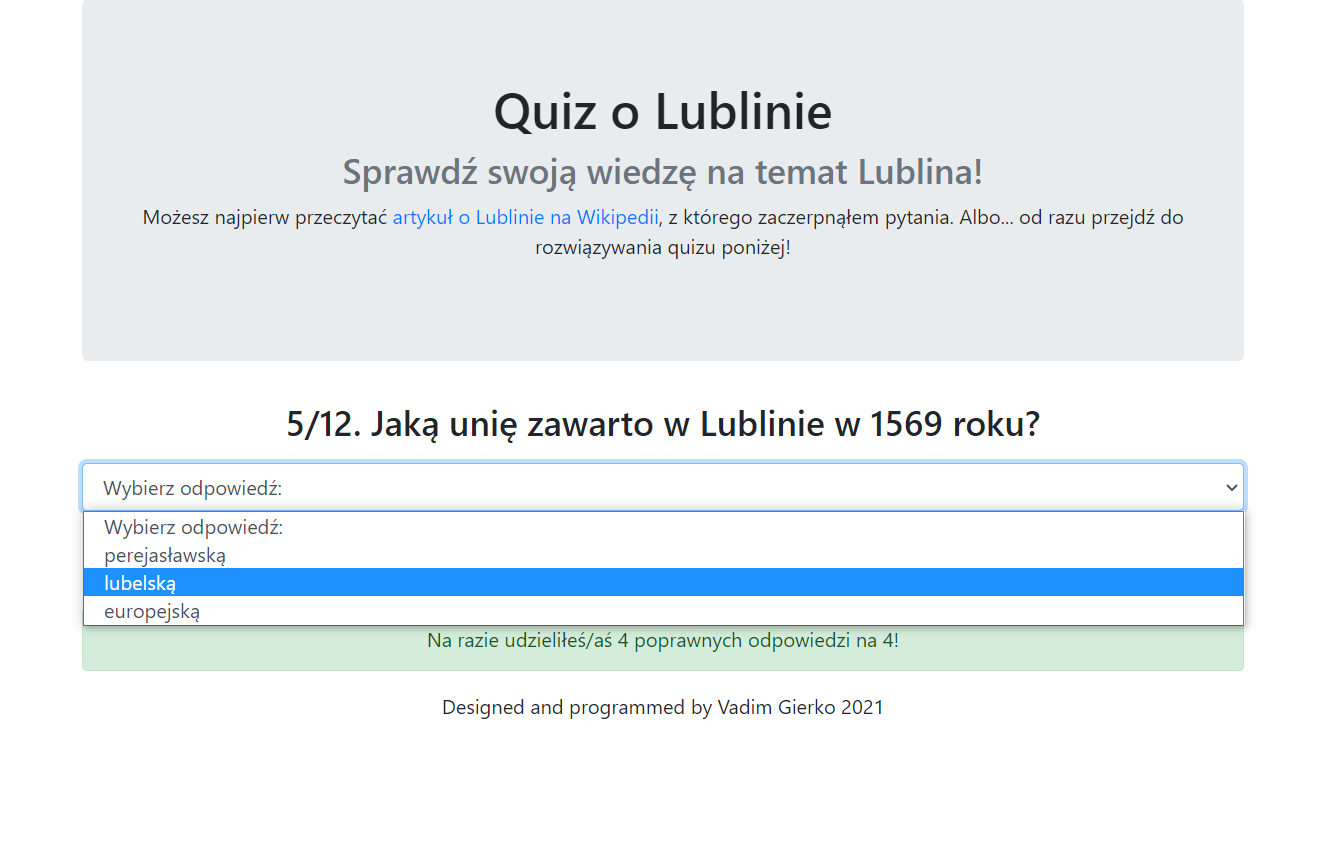 Quiz o Lublinie
Sprawdź swoją wiedzę na temat Lublina!
Możesz najpierw przeczytać artykuł o Lublinie na Wikipedii, z którego zaczerpnąłem pytania. Albo... od razu przejdź do
rozwiązywania quizu poniżej!
5/12. Jaką unię zawarto w Lublinie w 1569 roku?
Wybierz odpowiedź:
Wybierz odpowiedź:
perejasławską
lubelską
europejską
Na razie udzieliłeś/aś 4 poprawnych odpowiedzi na 4!
Designed and programmed by Vadim Gierko 2021